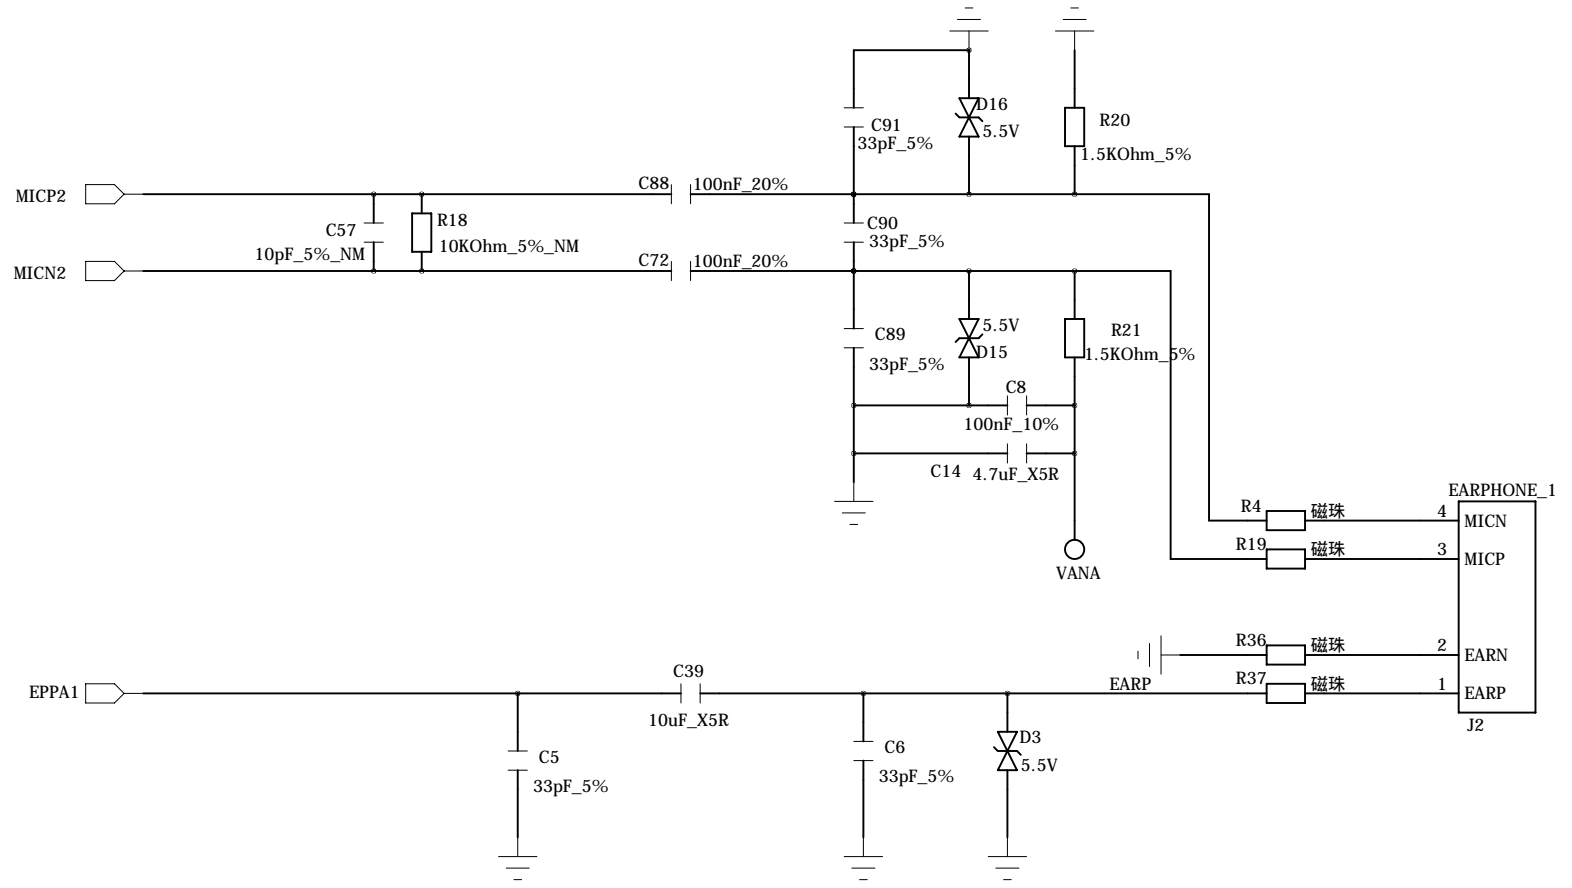 D16
5.5V
C91
33pF_5%
R20
1.5KOhm_5%
MICP2
C88
100nF_20%
C57
10pF_5%_NM
R18
10KOhm_5%_NM
C90
33pF_5%
MICN2
C72
100nF_20%
C89
33pF_5%
5.5V
D15
R21
1.5KOhm_5%
C8
100nF_10%
C14
4.7uF_X5R
VANA
EARPHONE_1
R4
磁珠
4
MICN
R19
磁珠
3
MICP
R36
磁珠
2
EARN
EPPA1
C39
10uF_X5R
EARP
R37
磁珠
1
EARP
J2
C5
33pF_5%
C6
33pF_5%
D3
5.5V